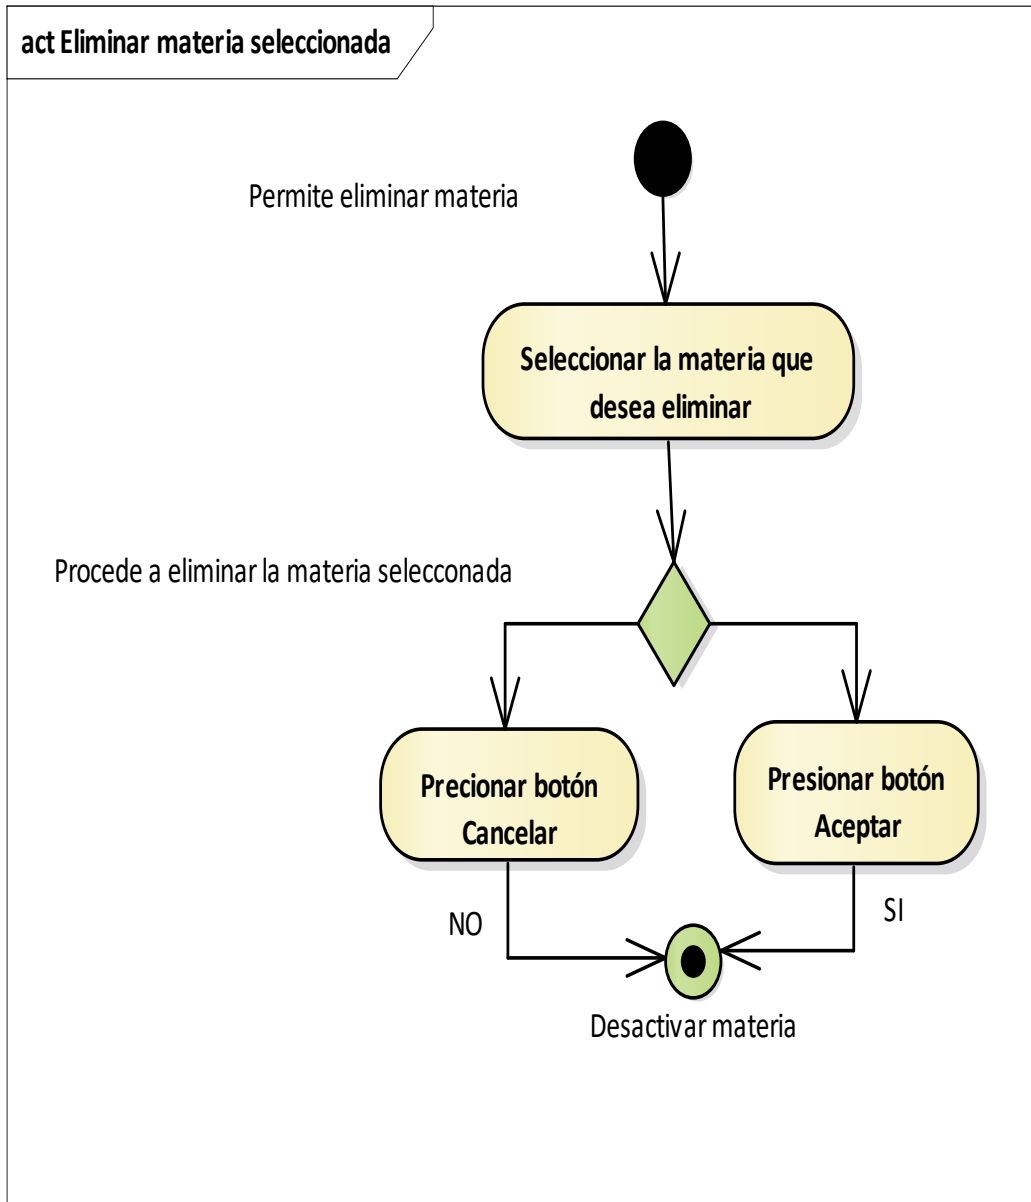 act Eliminar materia seleccionada
Permite eliminar materia
Seleccionar la materia que
desea eliminar
Procede a eliminar la materia selecconada
Precionar botón
Cancelar
Presionar botón
Aceptar
NO
SI
Desactivar materia